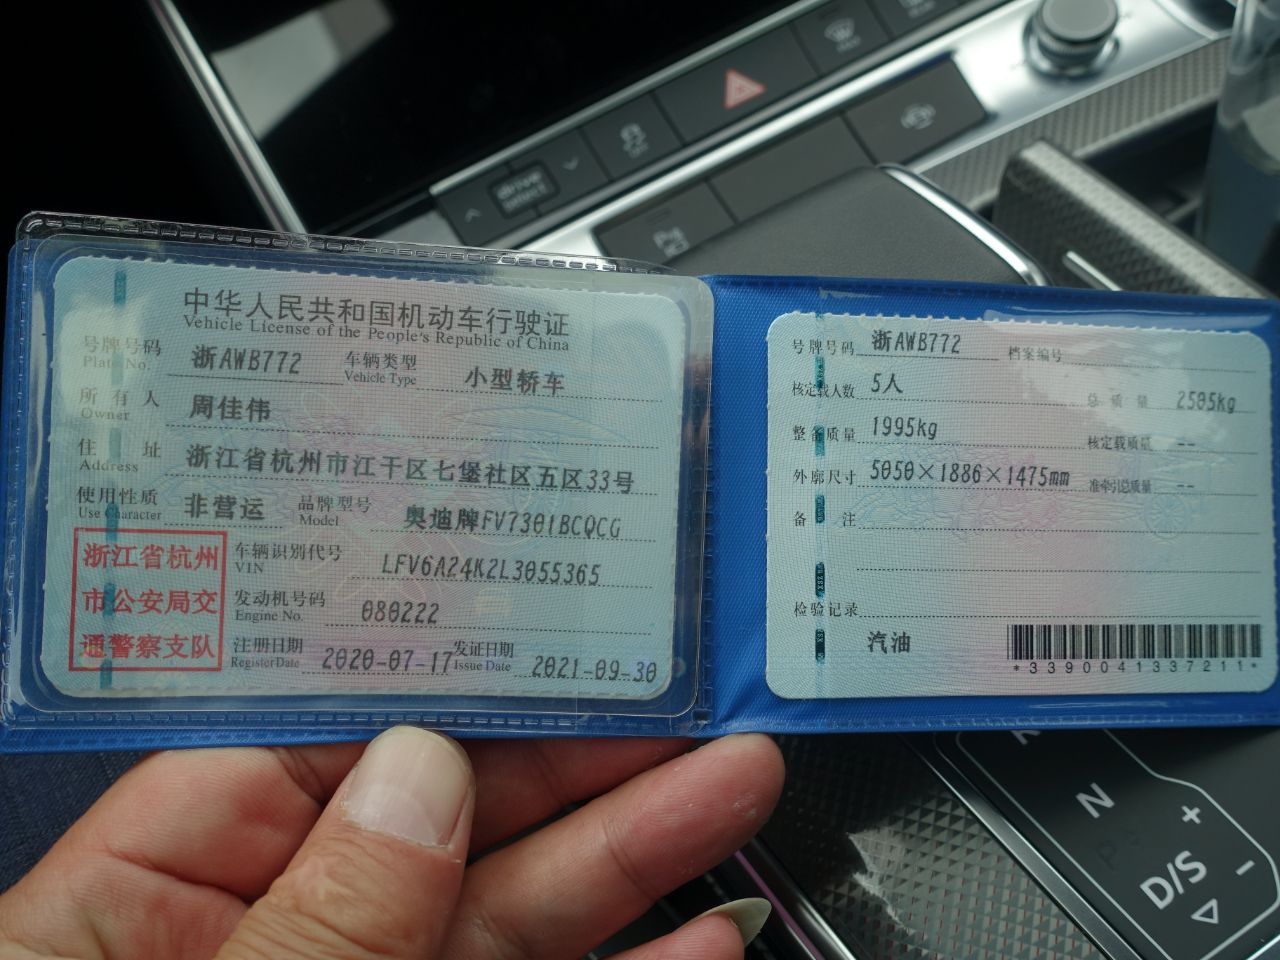 中华人民共和国机动车行驶证
Vehicle License of the People's Republic of China
号牌号码 浙AWB772 车辆类型 小型轿车
Plate No. Vehicle Type
所有人 周佳伟
Owner
住址 浙江省杭州市江干区七堡社区五区33号
Address
使用性质 非营运 品牌型号 奥迪牌FV7301BCQCG
Use Character Model
浙江省杭州
市公安局交
通警察支队
车辆识别代号 LFV6A24K2L3055365
VIN
发动机号码 080222
Engine No.
注册日期 2020-07-17 发证日期 2021-09-30
Register Date Issue Date
号牌号码 浙AWB772 档案编号
核定载人数 5人 总质量 2505kg
整备质量 1995kg 核定载质量 --
外廓尺寸 5050×1886×1475mm 准牵引总质量 --
备注
检验记录
汽油
*3390041337211*
drive
select
N
+
D/S
-